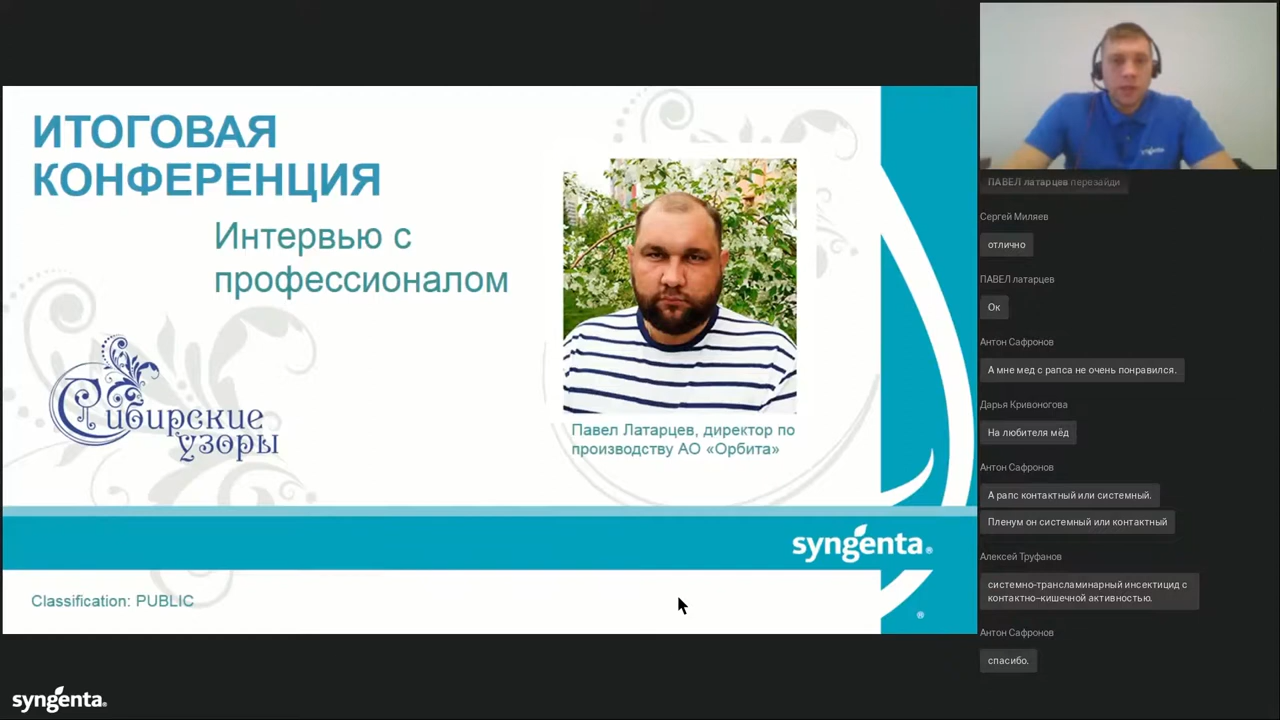 ИТОГОВАЯ
КОНФЕРЕНЦИЯ
Интервью с
профессионалом
Сибирские
узоры
Павел Латарцев, директор по
производству АО «Орбита»
syngenta®
Classification: PUBLIC
®
syngenta®
syngenta
ПАВЕЛ латарцев перезайди
Сергей Миляев
отлично
ПАВЕЛ латарцев
Ок
Антон Сафронов
А мне мед с рапса не очень понравился.
Дарья Кривоногова
На любителя мёд
Антон Сафронов
А рапс контактный или системный.
Пленум он системный или контактный
Алексей Труфанов
системно-трансламинарный инсектицид с
контактно-кишечной активностью.
Антон Сафронов
спасибо.